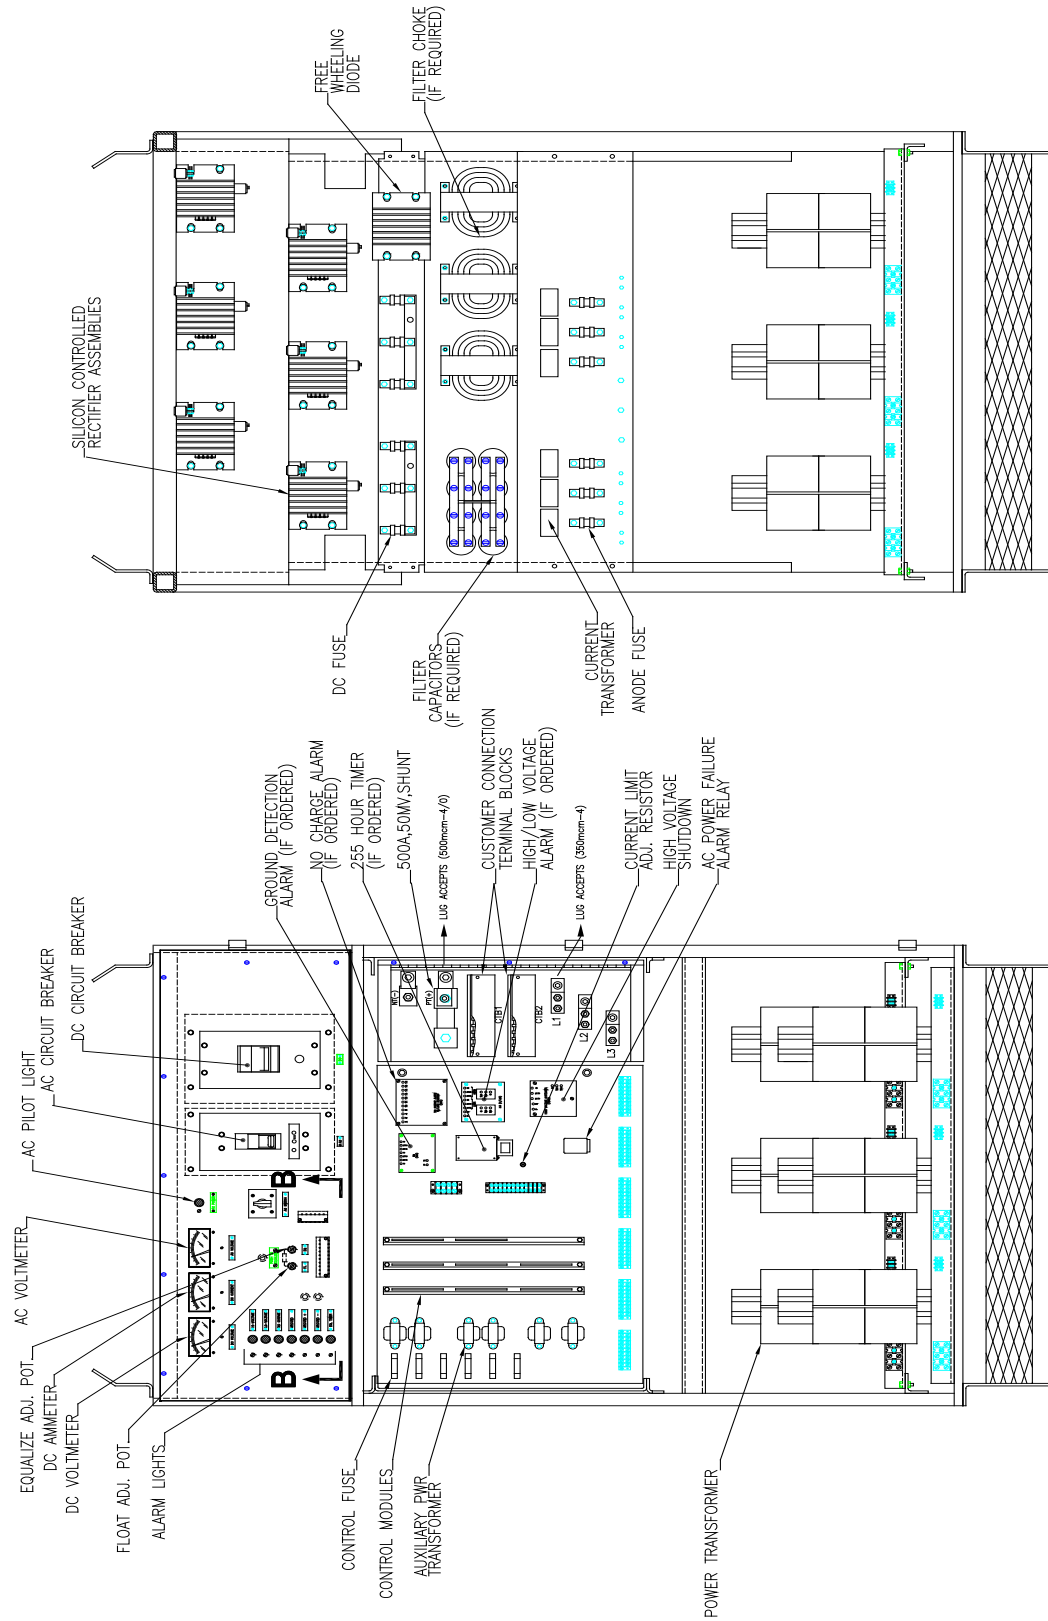 SILICON CONTROLLED
RECTIFIER ASSEMBLIES
FREE
WHEELING
DIODE
FILTER CHOKE
(IF REQUIRED)
DC FUSE
FILTER
CAPACITORS
(IF REQUIRED)
CURRENT
TRANSFORMER
ANODE FUSE
EQUALIZE ADJ. POT.
DC AMMETER
DC VOLTMETER
FLOAT ADJ. POT.
ALARM LIGHTS
AC VOLTMETER
AC PILOT LIGHT
AC CIRCUIT BREAKER
DC CIRCUIT BREAKER
B
B
GROUND DETECTION
ALARM (IF ORDERED)
NO CHARGE ALARM
(IF ORDERED)
255 HOUR TIMER
(IF ORDERED)
500A,50MV,SHUNT
LUG ACCEPTS (500mcm-4/0)
CUSTOMER CONNECTION
TERMINAL BLOCKS
HIGH/LOW VOLTAGE
ALARM (IF ORDERED)
LUG ACCEPTS (350mcm-4)
CURRENT LIMIT
ADJ. RESISTOR
HIGH VOLTAGE
SHUTDOWN
AC POWER FAILURE
ALARM RELAY
NT(-)
PT(+)
CTB1
CTB2
L1
L2
L3
CONTROL FUSE
CONTROL MODULES
AUXILIARY PWR
TRANSFORMER
POWER TRANSFORMER